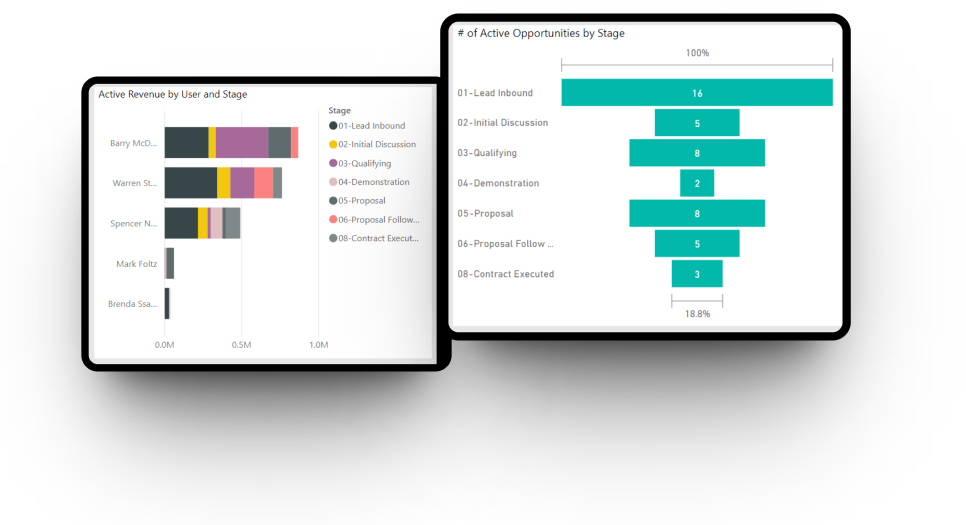 Active Revenue by User and Stage
Stage
01-Lead Inbound
02-Initial Discussion
03-Qualifying
04-Demonstration
05-Proposal
06-Proposal Follow...
08-Contract Execut...
Barry McD...
Warren St...
Spencer N...
Mark Foltz
Brenda Ssa...
0.0M 0.5M 1.0M
# of Active Opportunities by Stage
100%
01-Lead Inbound 16
02-Initial Discussion 5
03-Qualifying 8
04-Demonstration 2
05-Proposal 8
06-Proposal Follow ... 5
08-Contract Executed 3
18.8%